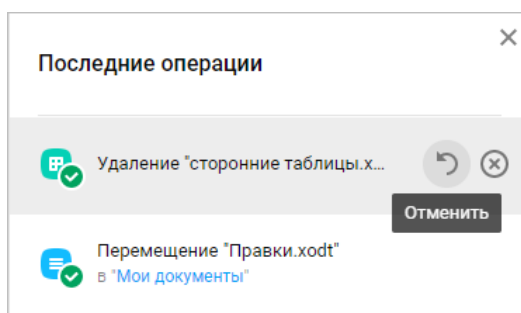 Последние операции
Удаление "сторонние таблицы.x...
Отменить
Перемещение "Правки.xodt"
в "Мои документы"